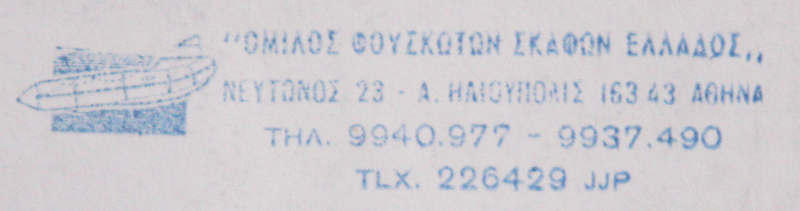 "ΟΜΙΛΟΣ ΦΟΥΣΚΩΤΩΝ ΣΚΑΦΩΝ ΕΛΛΑΔΟΣ,,
ΝΕΥΤΩΝΟΣ 23 - Α. ΗΛΙΟΥΠΟΛΙΣ 163 43 ΑΘΗΝΑ
ΤΗΛ. 9940.977 - 9937.490
TLX. 226429 JJP